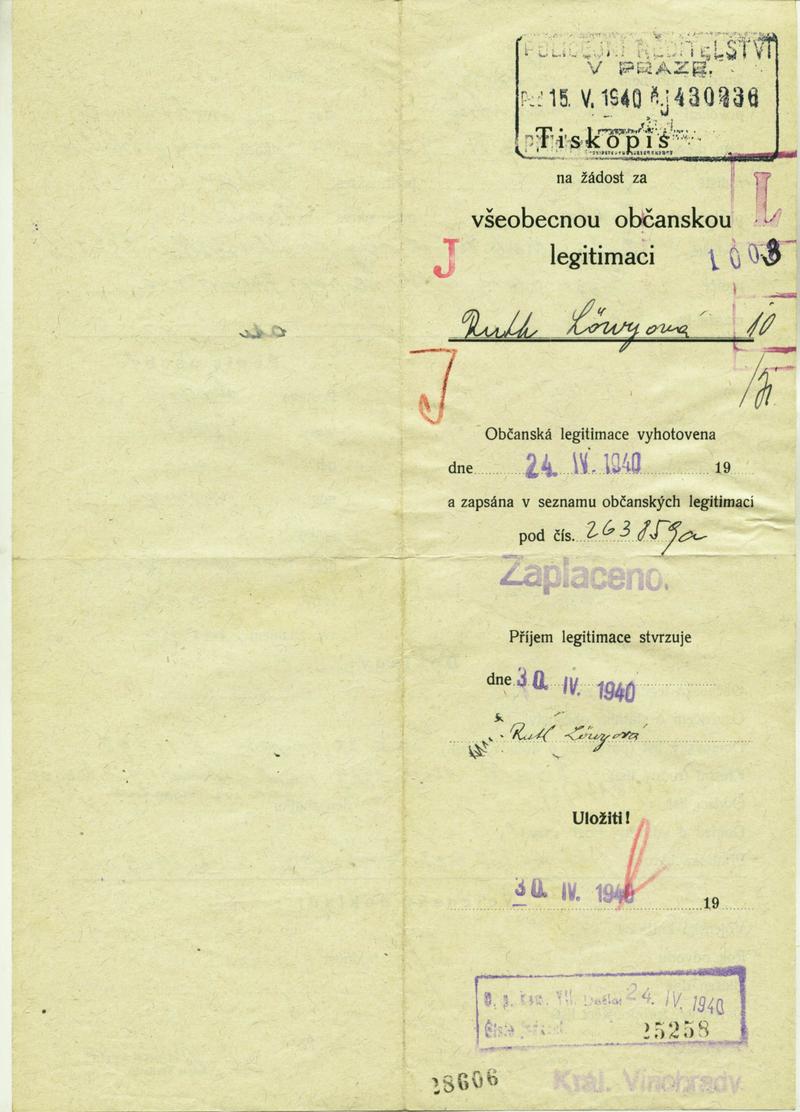 POLICEJNÍ ŘEDITELSTVÍ
V PRAZE.
15. V. 1940 čj 430236
Tiskopis
na žádost za
L
všeobecnou občanskou
J
legitimaci
1003
Ruth Löwyová
10
J
Občanská legitimace vyhotovena
dne 24. IV. 1940 19
a zapsána v seznamu občanských legitimací
pod čís. 263859a
Zaplaceno.
Příjem legitimace stvrzuje
dne 30. IV. 1940
Ruth Löwyová
Uložiti!
30. IV. 1940 19
24. IV. 1940
Číslo
25258
28606
Král. Vinohrady